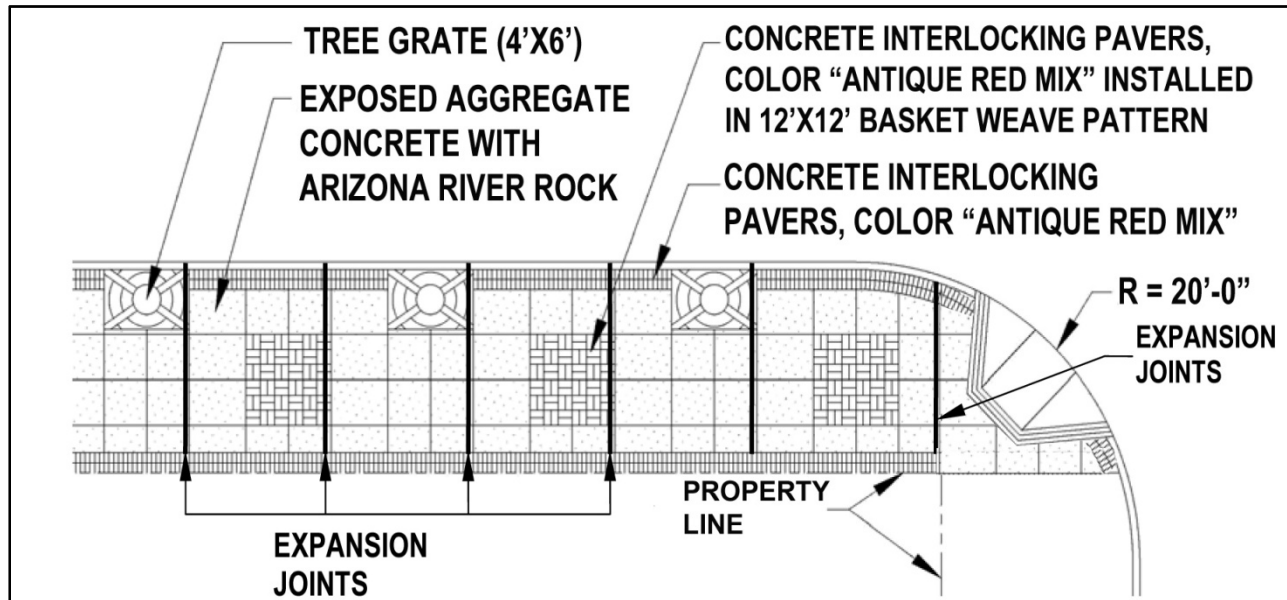 TREE GRATE (4’X6’)
EXPOSED AGGREGATE
CONCRETE WITH
ARIZONA RIVER ROCK
CONCRETE INTERLOCKING PAVERS,
COLOR “ANTIQUE RED MIX” INSTALLED
IN 12’X12’ BASKET WEAVE PATTERN
CONCRETE INTERLOCKING
PAVERS, COLOR “ANTIQUE RED MIX”
R = 20’-0”
EXPANSION
JOINTS
PROPERTY
LINE
EXPANSION
JOINTS